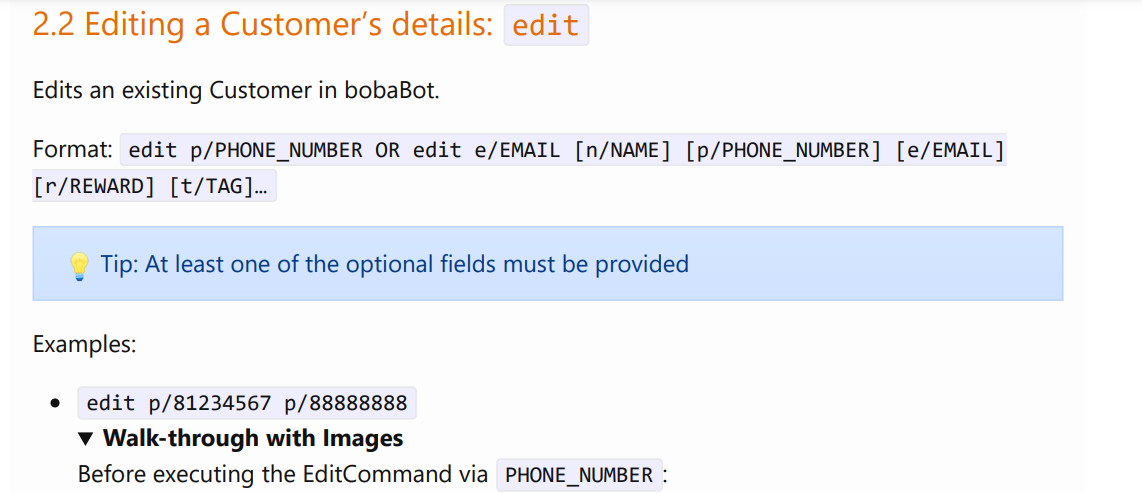 2.2 Editing a Customer’s details: edit
Edits an existing Customer in bobaBot.
Format: edit p/PHONE_NUMBER OR edit e/EMAIL [n/NAME] [p/PHONE_NUMBER] [e/EMAIL]
[r/REWARD] [t/TAG]…
💡 Tip: At least one of the optional fields must be provided
Examples:
• edit p/81234567 p/88888888
▼ Walk-through with Images
Before executing the EditCommand via PHONE_NUMBER: